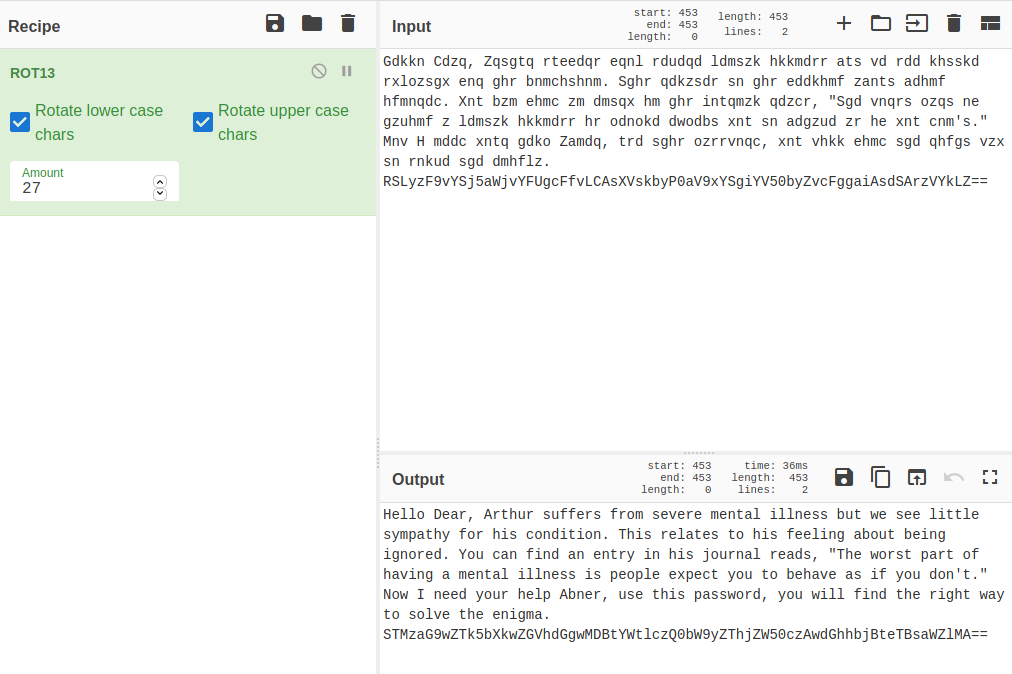 Recipe
ROT13
Rotate lower case chars
Rotate upper case chars
Amount
27
Input
start: 453
end: 453
length: 0
length: 453
lines: 2
Gdkkn Cdzq, Zqsgtq rteedqr eqnl rdudqd ldmszk hkkmdrr ats vd rdd khsskd
rxlozsgx enq ghr bnmchshnm. Sghr qdkzsdr sn ghr eddkhmf zants adhmf
hfmnqdc. Xnt bzm ehmc zm dmsqx hm ghr intqmzk qdzcr, "Sgd vnqrs ozqs ne
gzuhmf z ldmszk hkkmdrr hr odnokd dwodbs xnt sn adgzud zr he xnt cnm's."
Mnv H mddc xntq gdko Zamdq, trd sghr ozrrvnqc, xnt vhkk ehmc sgd qhfgs vzx
sn rnkud sgd dmhflz.
RSLyzF9vYSj5aWjvYFUgcFfvLCAsXVskbyP0aV9xYSgiYV50byZvcFggaiAsdSArzVYkLZ==
Output
start: 453
end: 453
length: 0
time: 36ms
length: 453
lines: 2
Hello Dear, Arthur suffers from severe mental illness but we see little
sympathy for his condition. This relates to his feeling about being
ignored. You can find an entry in his journal reads, "The worst part of
having a mental illness is people expect you to behave as if you don't."
Now I need your help Abner, use this password, you will find the right way
to solve the enigma.
STMzaG9wZTk5bXkwZGVhdGgwMDBtYWtlczQ0bW9yZThjZW50czAwdGhhbjBteTBsaWZlMA==